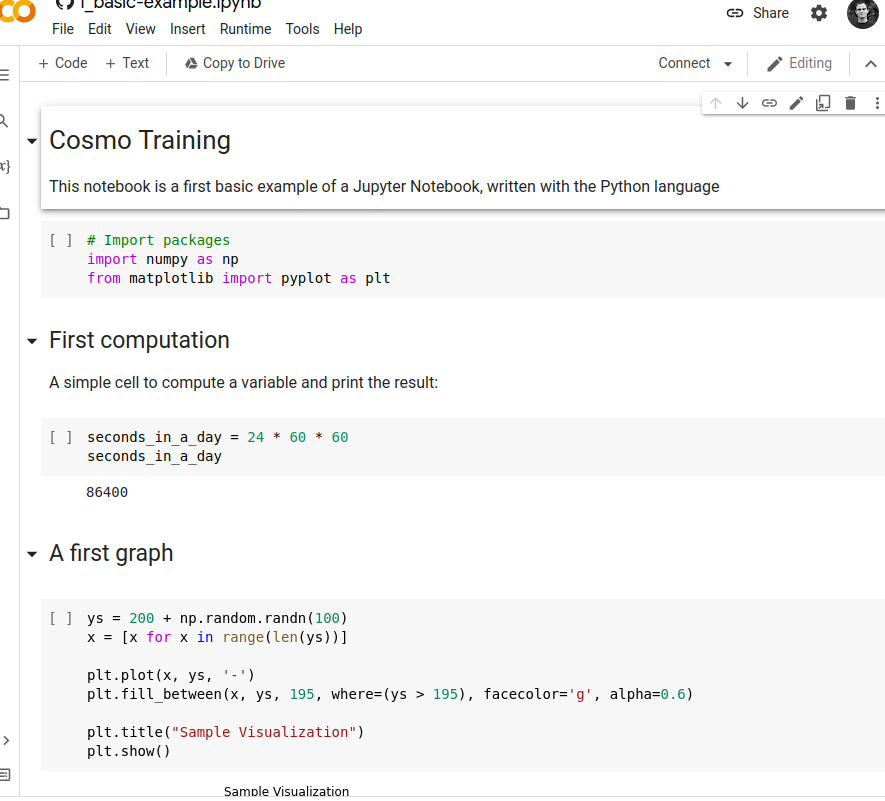 1_basic-example.ipynb
Share
File Edit View Insert Runtime Tools Help
+ Code + Text Copy to Drive Connect Editing
Cosmo Training
This notebook is a first basic example of a Jupyter Notebook, written with the Python language
[ ] # Import packages
import numpy as np
from matplotlib import pyplot as plt
First computation
A simple cell to compute a variable and print the result:
[ ] seconds_in_a_day = 24 * 60 * 60
seconds_in_a_day
86400
A first graph
[ ] ys = 200 + np.random.randn(100)
x = [x for x in range(len(ys))]
plt.plot(x, ys, '-')
plt.fill_between(x, ys, 195, where=(ys > 195), facecolor='g', alpha=0.6)
plt.title("Sample Visualization")
plt.show()
Sample Visualization